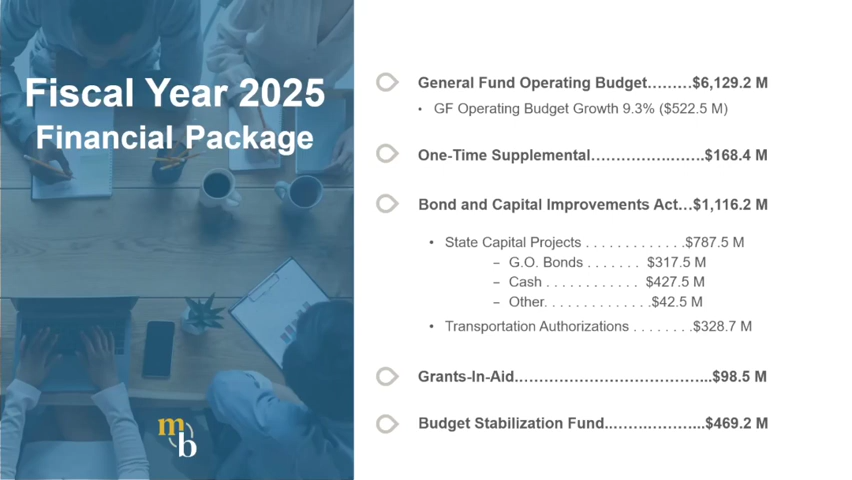 Fiscal Year 2025
Financial Package
mb
General Fund Operating Budget.........$6,129.2 M
• GF Operating Budget Growth 9.3% ($522.5 M)
One-Time Supplemental……………..…….$168.4 M
Bond and Capital Improvements Act…$1,116.2 M
• State Capital Projects . . . . . . . . . . . . .$787.5 M
– G.O. Bonds . . . . . . . $317.5 M
– Cash . . . . . . . . . . . . $427.5 M
– Other. . . . . . . . . . . . . .$42.5 M
• Transportation Authorizations . . . . . . . .$328.7 M
Grants-In-Aid.………………………………...$98.5 M
Budget Stabilization Fund..…….………...$469.2 M